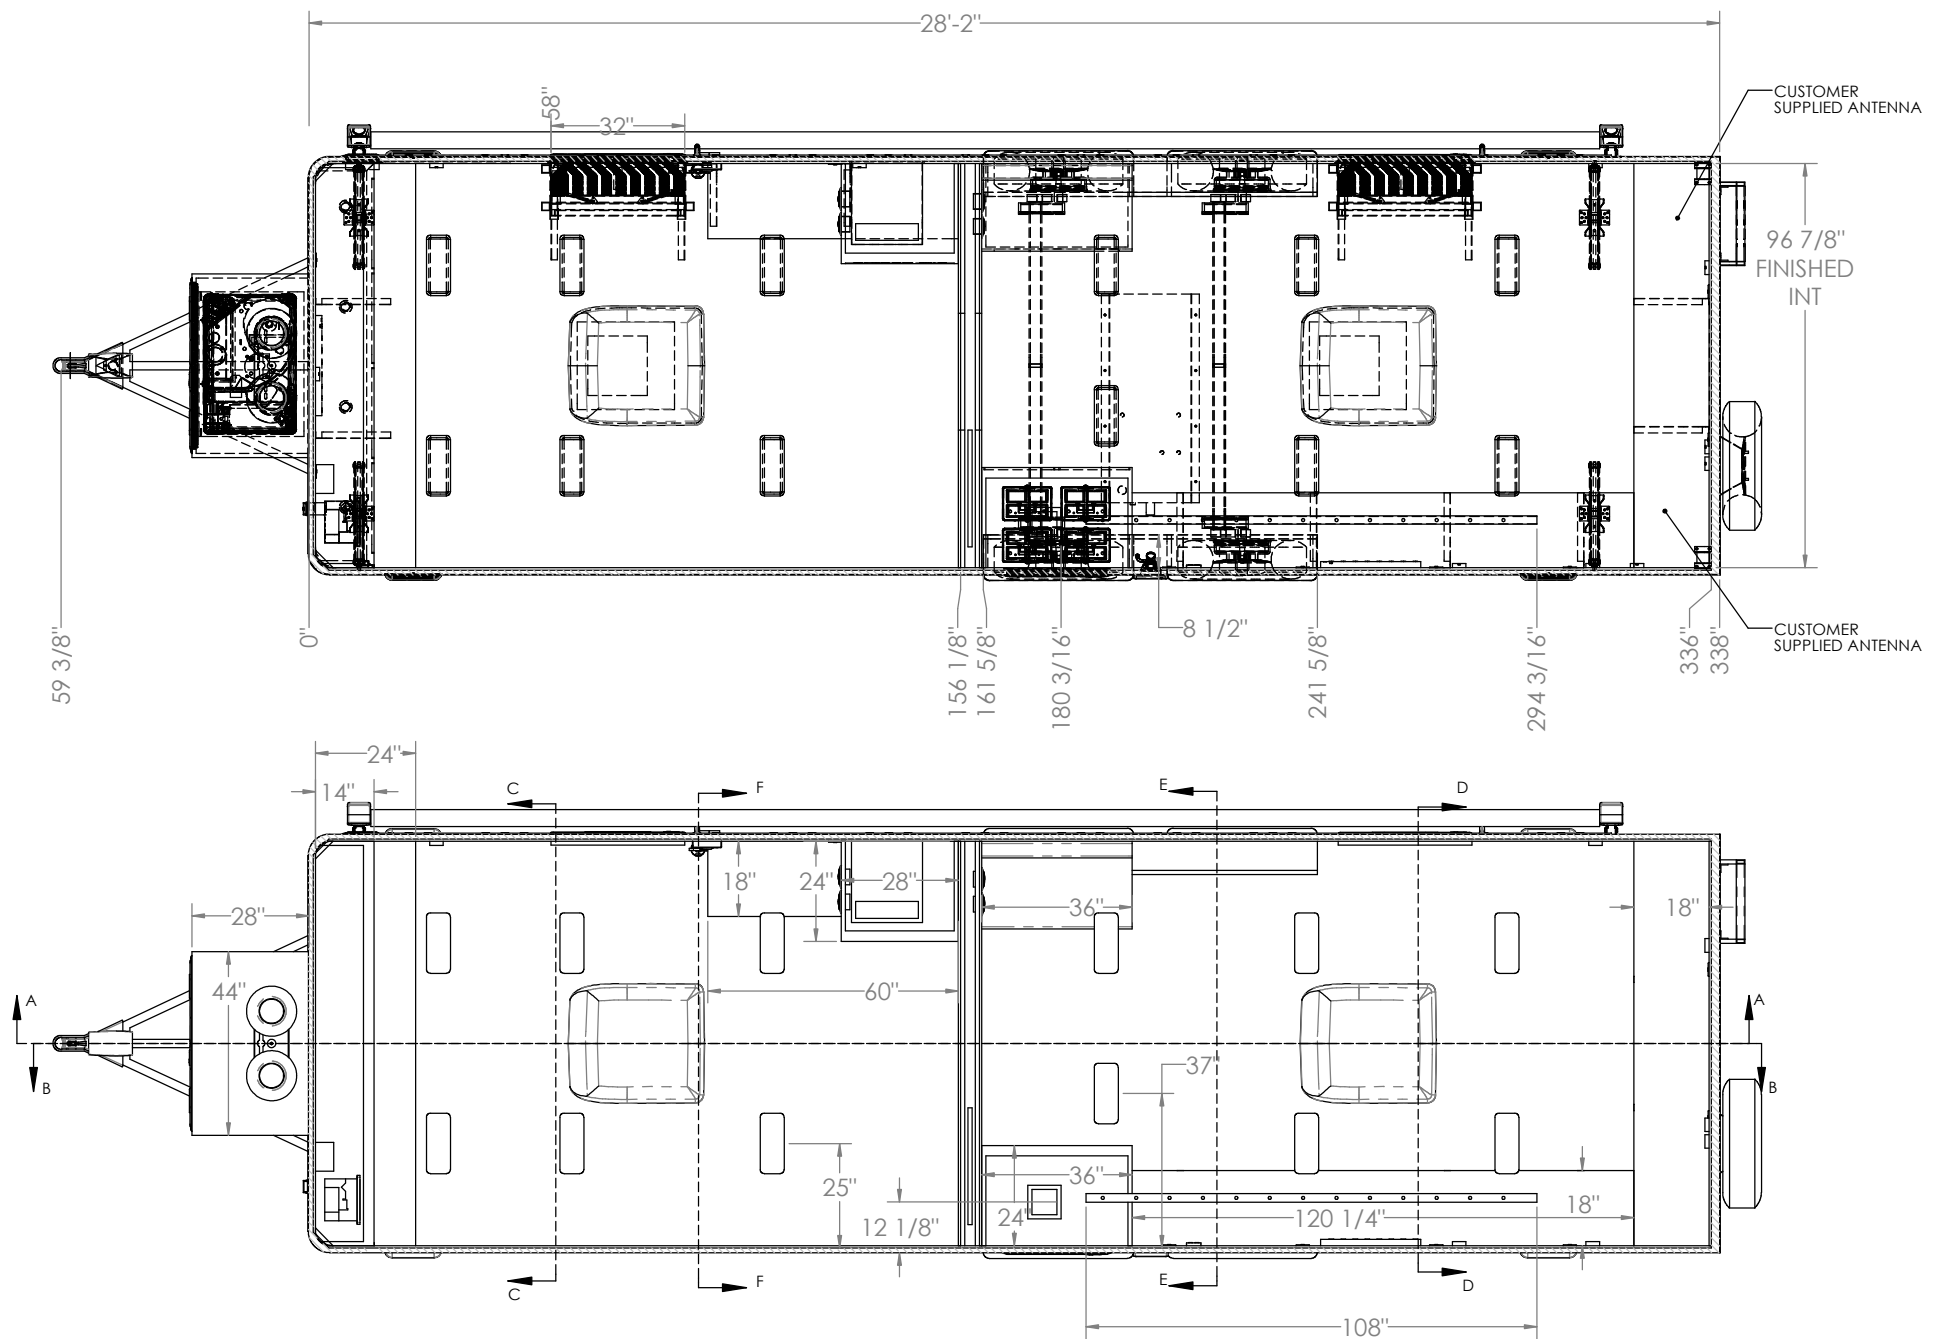 28'-2"
CUSTOMER
SUPPLIED ANTENNA
58"
32"
96 7/8"
FINISHED
INT
59 3/8"
0"
156 1/8"
161 5/8"
180 3/16"
8 1/2"
241 5/8"
294 3/16"
336"
338"
CUSTOMER
SUPPLIED ANTENNA
24"
14"
C
F
E
D
28"
18"
24"
28"
36"
18"
44"
60"
A
A
B
B
37"
25"
12 1/8"
36"
24"
120 1/4"
18"
C
F
E
D
108"